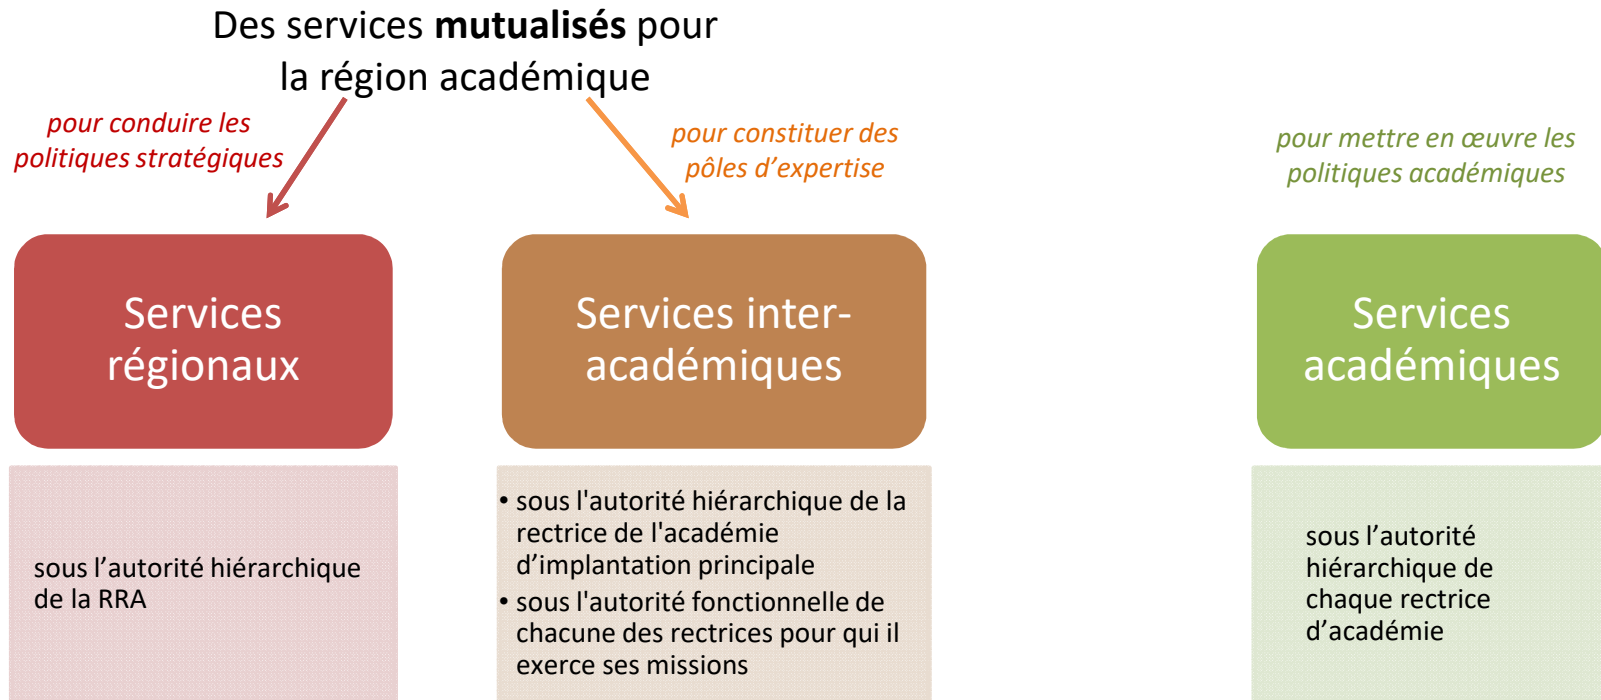 Des services mutualisés pour
la région académique
pour conduire les
politiques stratégiques
pour constituer des
pôles d’expertise
pour mettre en œuvre les
politiques académiques
Services
régionaux
Services inter-
académiques
Services
académiques
sous l’autorité hiérarchique
de la RRA
• sous l'autorité hiérarchique de la
rectrice de l'académie
d’implantation principale
• sous l'autorité fonctionnelle de
chacune des rectrices pour qui il
exerce ses missions
sous l’autorité
hiérarchique de
chaque rectrice
d’académie